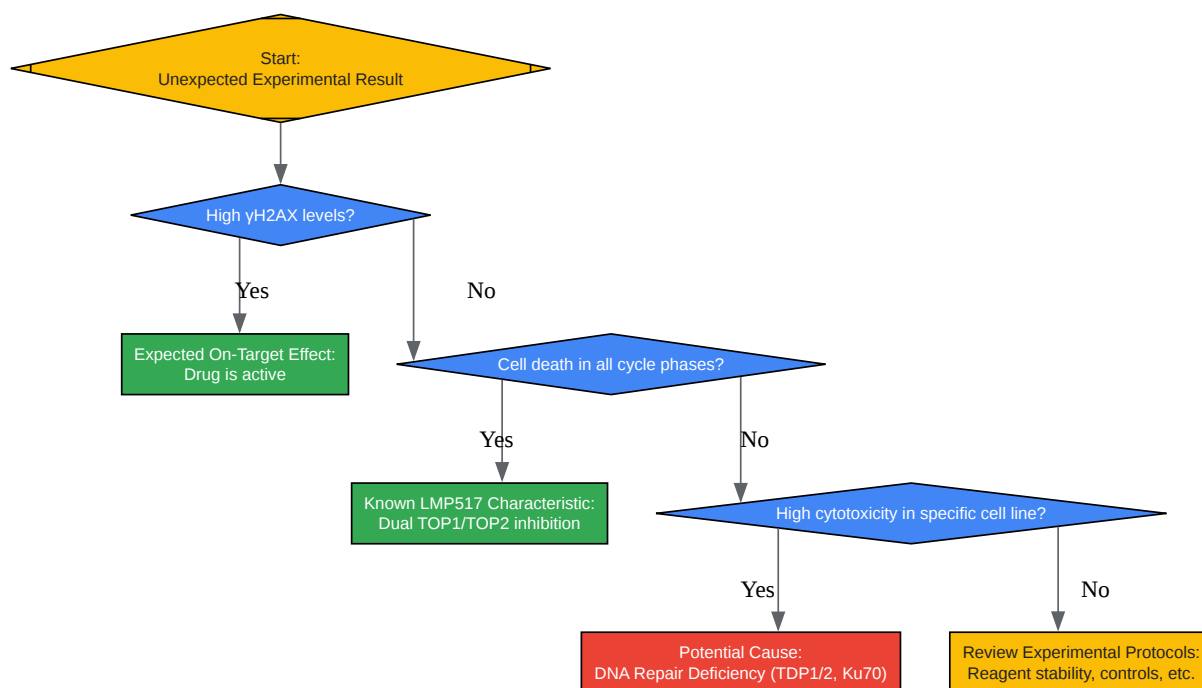 Start:
Unexpected Experimental Result
High γH2AX levels?
Yes
No
Expected On-Target Effect:
Drug is active
Cell death in all cycle phases?
Yes
No
Known LMP517 Characteristic:
Dual TOP1/TOP2 inhibition
High cytotoxicity in specific cell line?
Yes
No
Potential Cause:
DNA Repair Deficiency (TDP1/2, Ku70)
Review Experimental Protocols:
Reagent stability, controls, etc.